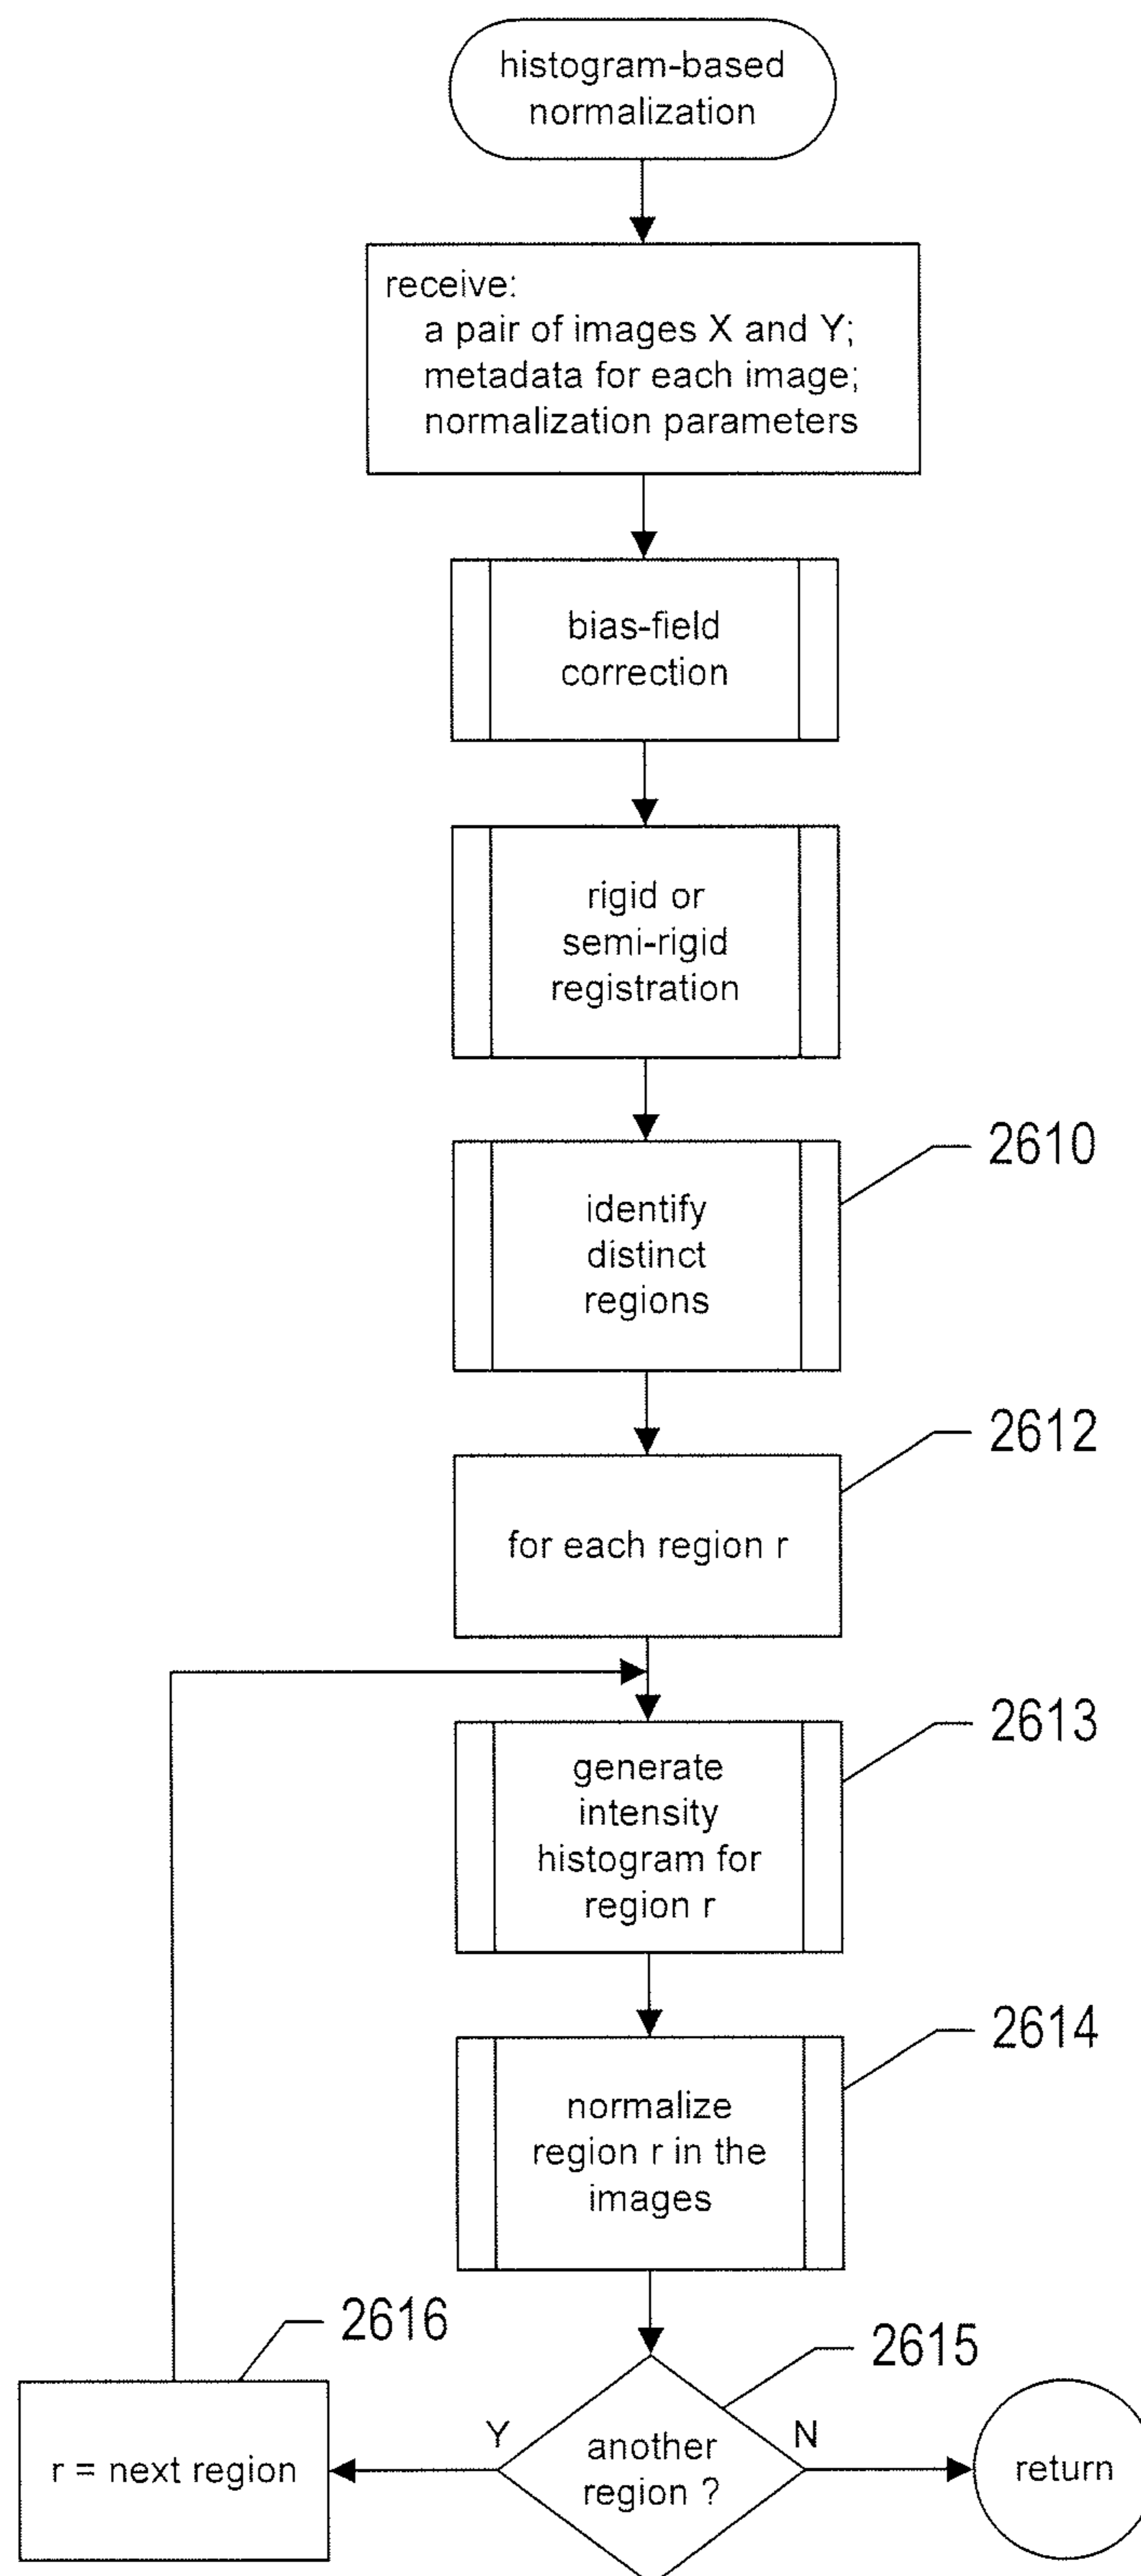 histogram-based
normalization
receive:
a pair of images X and Y;
metadata for each image;
normalization parameters
bias-field
correction
rigid or
semi-rigid
registration
2610
identify
distinct
regions
2612
for each region r
2613
generate
intensity
histogram for
region r
2614
normalize
region r in the
images
2616
2615
r = next region
Y
another
region ?
N
return